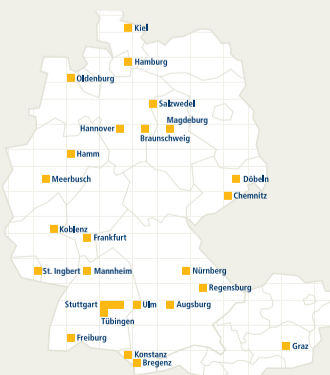 Kiel
Hamburg
Oldenburg
Salzwedel
Magdeburg
Hannover
Braunschweig
Hamm
Meerbusch
Döbeln
Chemnitz
Koblenz
Frankfurt
St. Ingbert
Mannheim
Nürnberg
Regensburg
Stuttgart
Ulm
Augsburg
Tübingen
Freiburg
Graz
Konstanz
Bregenz